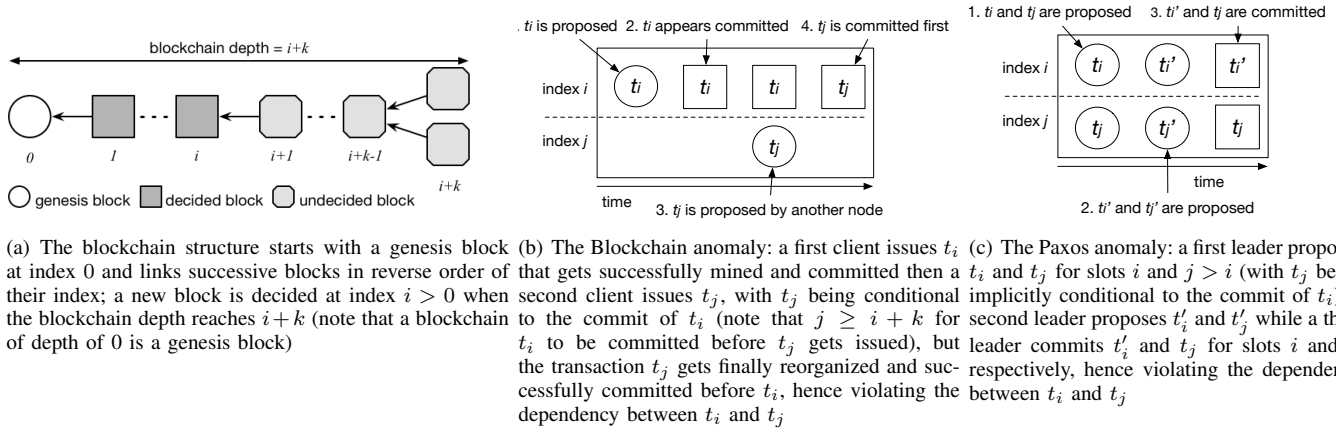 blockchain depth = i+k
0
1
i
i+1
i+k-1
i+k
genesis block decided block undecided block
(a) The blockchain structure starts with a genesis block
at index 0 and links successive blocks in reverse order of
their index; a new block is decided at index i > 0 when
the blockchain depth reaches i + k (note that a blockchain
of depth of 0 is a genesis block)
. ti is proposed 2. ti appears committed 4. tj is committed first
index i ti ti ti tj
index j tj
time
3. tj is proposed by another node
(b) The Blockchain anomaly: a first client issues ti
that gets successfully mined and committed then a
second client issues tj, with tj being conditional
to the commit of ti (note that j ≥ i + k for
ti to be committed before tj gets issued), but
the transaction tj gets finally reorganized and suc-
cessfully committed before ti, hence violating the
dependency between ti and tj
1. ti and tj are proposed 3. ti' and tj are committed
index i ti ti' ti'
index j tj tj' tj
time
2. ti' and tj' are proposed
(c) The Paxos anomaly: a first leader propo
ti and tj for slots i and j > i (with tj be
implicitly conditional to the commit of ti)
second leader proposes t'i and t'j while a th
leader commits t'i and tj for slots i and
respectively, hence violating the depender
between ti and tj